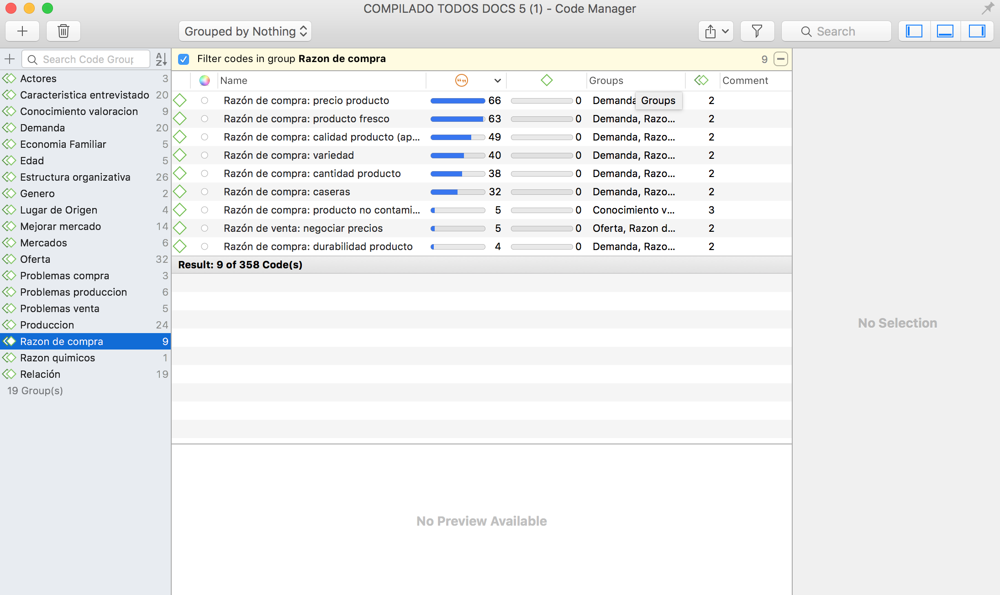 COMPILADO TODOS DOCS 5 (1) - Code Manager
Grouped by Nothing
Search
Search Code Group
A
Z
Filter codes in group Razon de compra 9
Name Groups Comment
Actores 3
Caracteristica entrevistado 20
Conocimiento valoracion 9
Demanda 20
Economia Familiar 5
Edad 5
Estructura organizativa 26
Genero 2
Lugar de Origen 4
Mejorar mercado 14
Mercados 6
Oferta 32
Problemas compra 3
Problemas produccion 6
Problemas venta 5
Produccion 24
Razon de compra 9
Razon quimicos 1
Relación 19
19 Group(s)
Razón de compra: precio producto 66 0 Demanda Groups 2
Razón de compra: producto fresco 63 0 Demanda, Razo... 2
Razón de compra: calidad producto (ap... 49 0 Demanda, Razo... 2
Razón de compra: variedad 40 0 Demanda, Razo... 2
Razón de compra: cantidad producto 38 0 Demanda, Razo... 2
Razón de compra: caseras 32 0 Demanda, Razo... 2
Razón de compra: producto no contami... 5 0 Conocimiento v... 3
Razón de venta: negociar precios 5 0 Oferta, Razon d... 2
Razón de compra: durabilidad producto 4 0 Demanda, Razo... 2
Result: 9 of 358 Code(s)
No Selection
No Preview Available